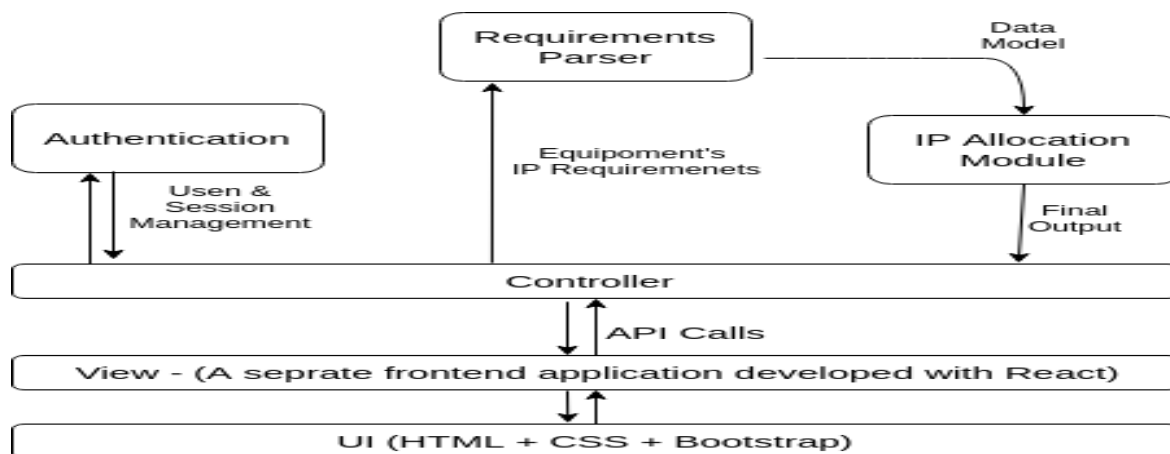 Requirements
Parser
Data
Model
Authentication
IP Allocation
Module
Equipoment's
IP Requiremenets
Usen &
Session
Management
Final
Output
Controller
API Calls
View - (A seprate frontend application developed with React)
UI (HTML + CSS + Bootstrap)